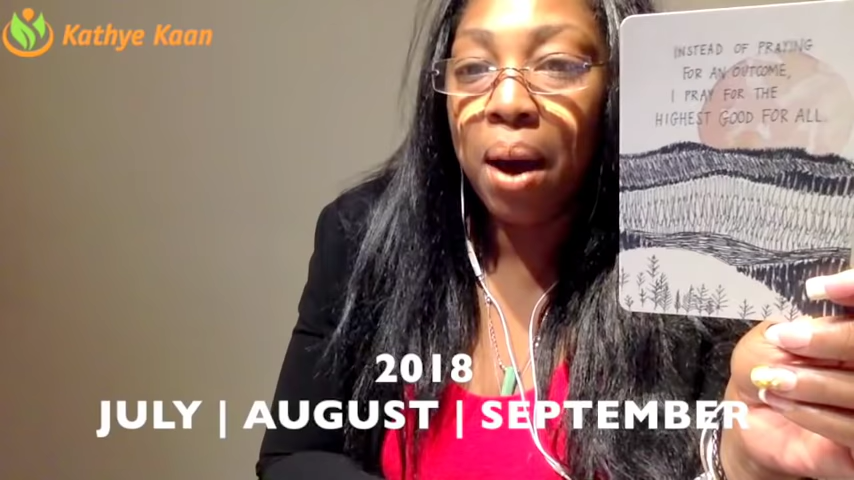 Kathye Kaan
INSTEAD OF PRAYING
FOR AN OUTCOME,
I PRAY FOR THE
HIGHEST GOOD FOR ALL.
2018
JULY | AUGUST | SEPTEMBER